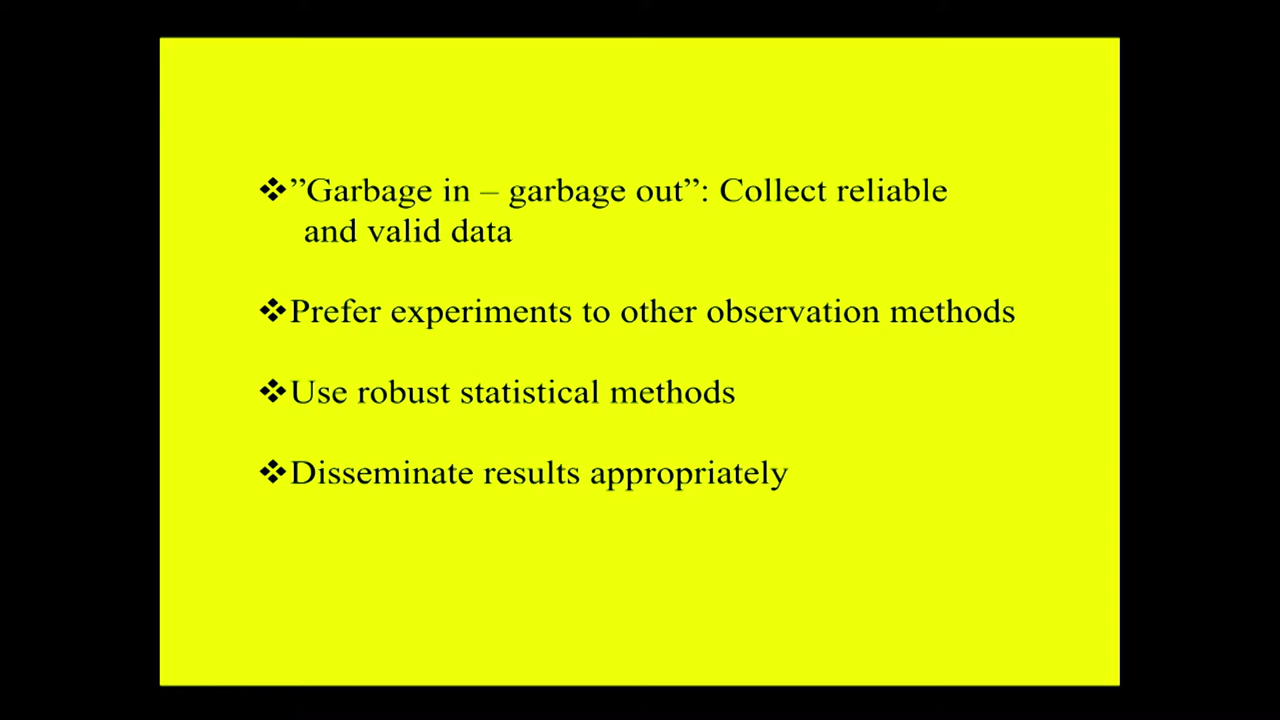 ❖”Garbage in – garbage out”: Collect reliable
and valid data
❖Prefer experiments to other observation methods
❖Use robust statistical methods
❖Disseminate results appropriately